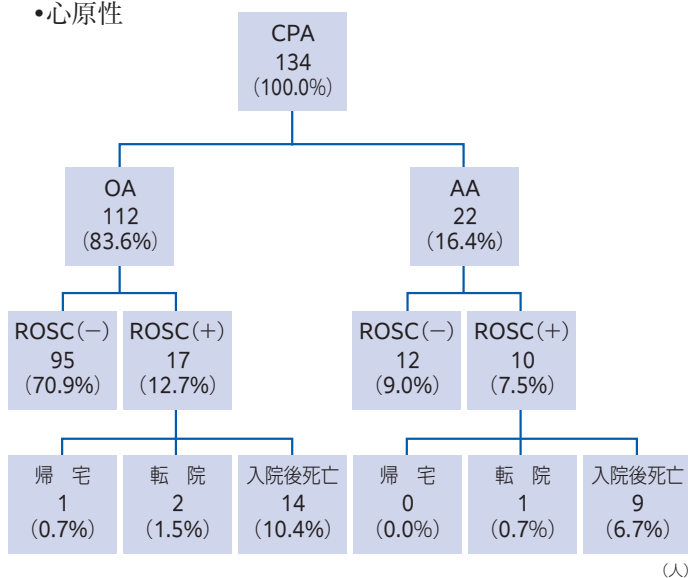 •心原性
CPA
134
（100.0%）
OA
112
（83.6%）
AA
22
（16.4%）
ROSC（－）
95
（70.9%）
ROSC（＋）
17
（12.7%）
ROSC（－）
12
（9.0%）
ROSC（＋）
10
（7.5%）
帰　宅
1
（0.7%）
転　院
2
（1.5%）
入院後死亡
14
（10.4%）
帰　宅
0
（0.0%）
転　院
1
（0.7%）
入院後死亡
9
（6.7%）
（人）